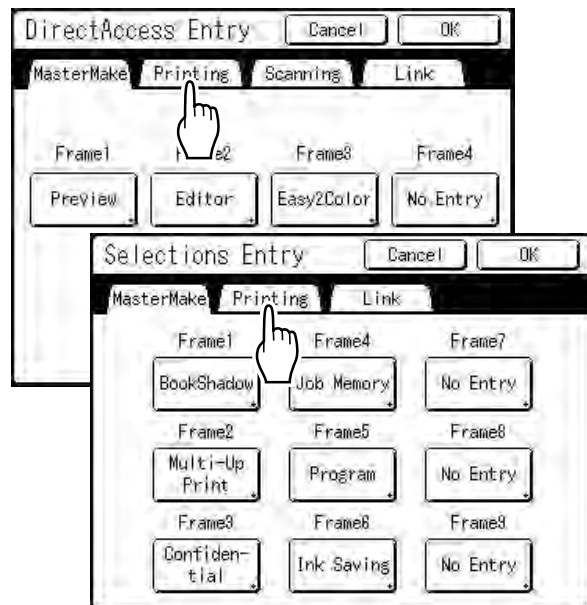 DirectAccess Entry Cancel OK
MasterMake Printing Scanning Link
Frame1 Frame3 Frame4
Preview Editor Easy2Color No Entry
Selections Entry Cancel OK
MasterMake Printing Link
Frame1 Frame4 Frame7
BookShadow Job Memory No Entry
Frame2 Frame5 Frame8
Multi-Up
Print Program No Entry
Frame3 Frame6 Frame9
Confiden-
tial Ink Saving No Entry